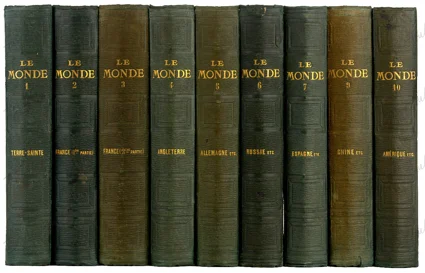 LE
MONDE
1
TERRE-SAINTE
LE
MONDE
2
FRANCE (1re PARTIE)
LE
MONDE
3
FRANCE (2me PARTIE)
LE
MONDE
4
ANGLETERRE
LE
MONDE
5
ALLEMAGNE ETC.
LE
MONDE
6
RUSSIE ETC.
LE
MONDE
7
ESPAGNE ETC.
LE
MONDE
9
CHINE ETC.
LE
MONDE
10
AMÉRIQUE ETC.